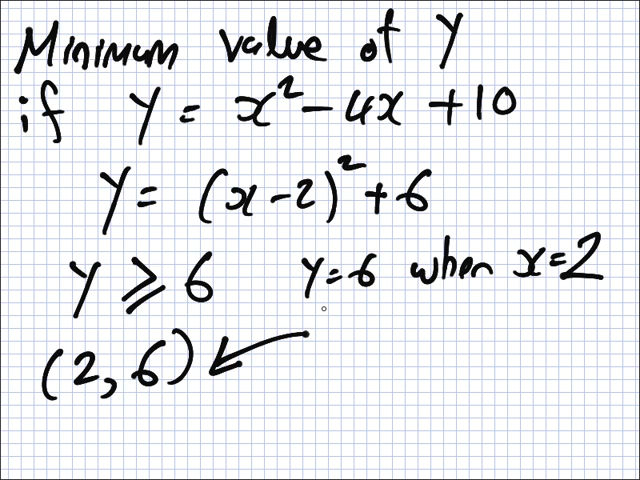 Minimum value of y
if y = x² - 4x + 10
y = (x - 2)² + 6
y ⩾ 6 y = 6 when x = 2
(2, 6)